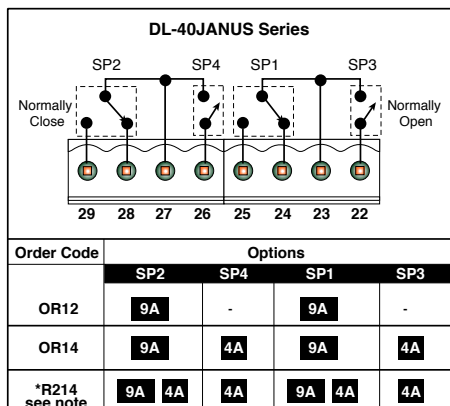 DL-40JANUS Series
SP2 SP4 SP1 SP3
Normally Close
Normally Open
29 28 27 26 25 24 23 22
Order Code Options
SP2 SP4 SP1 SP3
OR12 9A - 9A -
OR14 9A 4A 9A 4A
*R214 see note 9A 4A 4A 9A 4A 4A